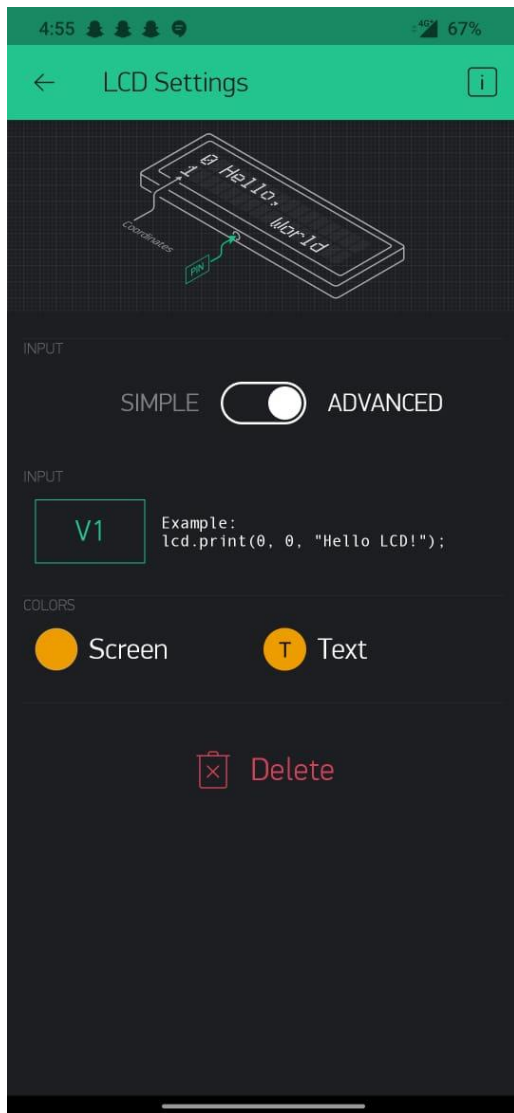 4:55 4G+ 67%
LCD Settings i
0 Hello,
1 World
Coordinates
PIN
INPUT
SIMPLE ADVANCED
INPUT
V1
Example:
lcd.print(0, 0, "Hello LCD!");
COLORS
Screen T Text
Delete